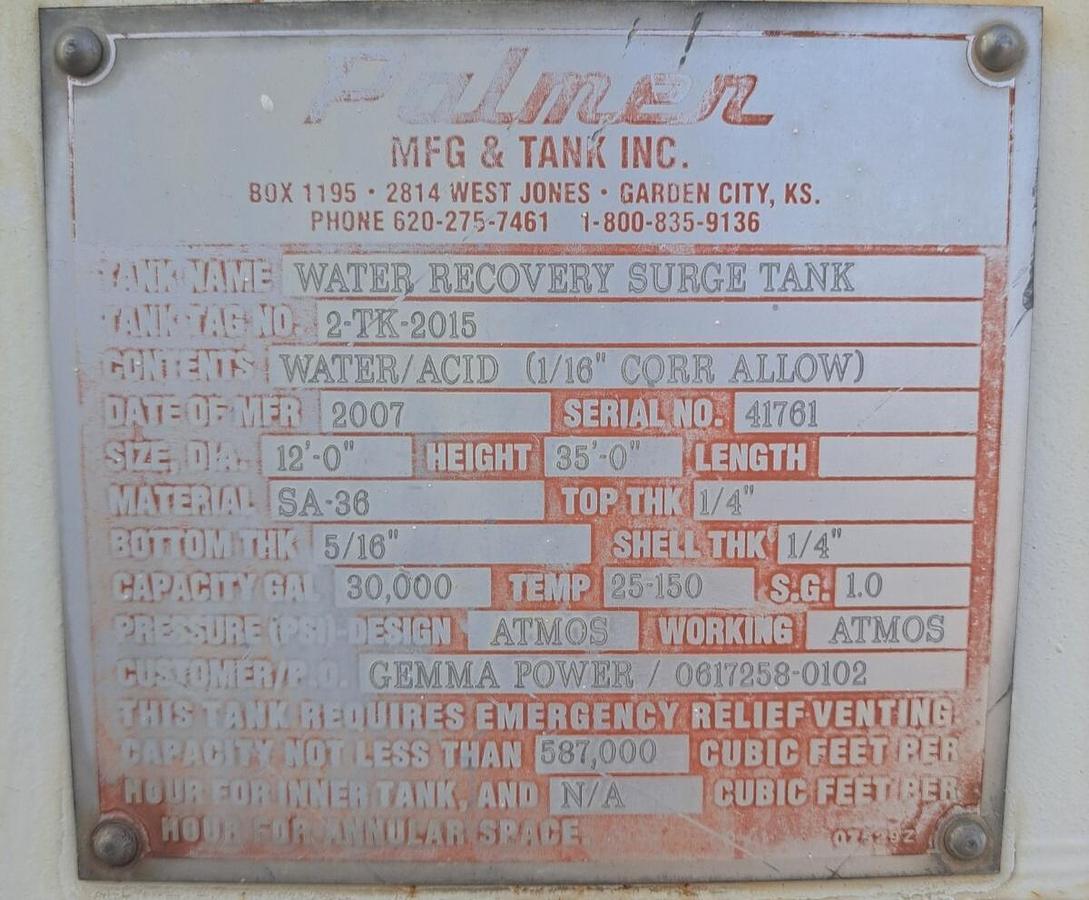 Palmer
MFG & TANK INC.
BOX 1195 · 2814 WEST JONES · GARDEN CITY, KS.
PHONE 620-275-7461 1-800-835-9136
TANK NAME WATER RECOVERY SURGE TANK
TANK TAG NO. 2-TK-2015
CONTENTS WATER/ACID (1/16" CORR ALLOW)
DATE OF MFR 2007 SERIAL NO. 41761
SIZE, DIA. 12'-0" HEIGHT 35'-0" LENGTH
MATERIAL SA-36 TOP THK 1/4"
BOTTOM THK 5/16" SHELL THK 1/4"
CAPACITY GAL 30,000 TEMP 25-150 S.G. 1.0
PRESSURE (PSI)-DESIGN ATMOS WORKING ATMOS
CUSTOMER/P.O. GEMMA POWER / 0617258-0102
THIS TANK REQUIRES EMERGENCY RELIEF VENTING
CAPACITY NOT LESS THAN 587,000 CUBIC FEET PER
HOUR FOR INNER TANK, AND N/A CUBIC FEET PER
HOUR FOR ANNULAR SPACE